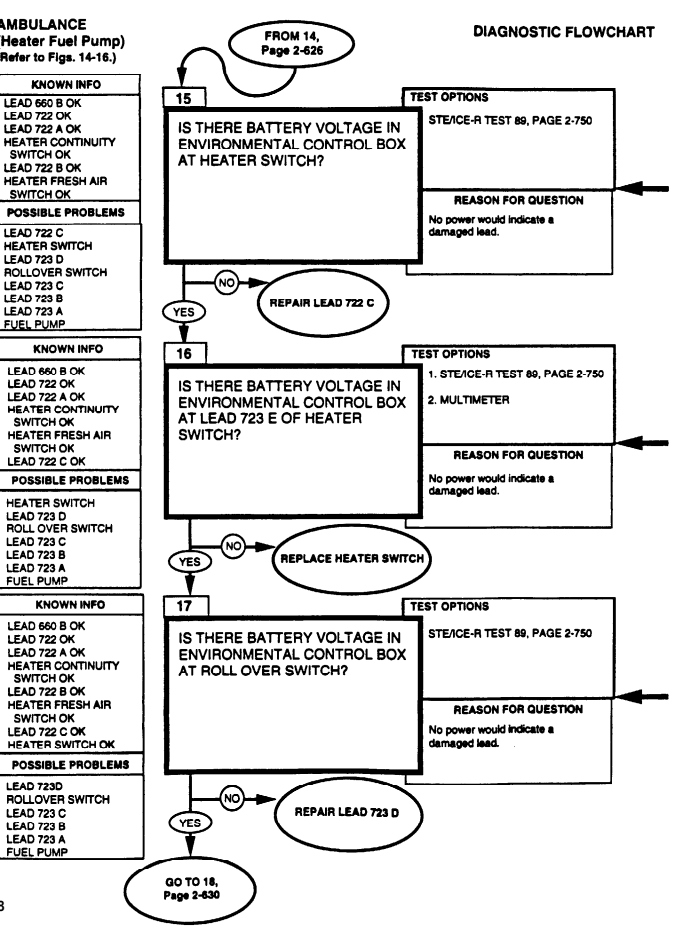 AMBULANCE
(Heater Fuel Pump)
(Refer to Figs. 14-16.)
FROM 14,
Page 2-626
DIAGNOSTIC FLOWCHART
KNOWN INFO
LEAD 660 B OK
LEAD 722 OK
LEAD 722 A OK
HEATER CONTINUITY
SWITCH OK
LEAD 722 B OK
HEATER FRESH AIR
SWITCH OK
POSSIBLE PROBLEMS
LEAD 722 C
HEATER SWITCH
LEAD 723 D
ROLLOVER SWITCH
LEAD 723 C
LEAD 723 B
LEAD 723 A
FUEL PUMP
15
IS THERE BATTERY VOLTAGE IN
ENVIRONMENTAL CONTROL BOX
AT HEATER SWITCH?
TEST OPTIONS
STE/ICE-R TEST 89, PAGE 2-750
REASON FOR QUESTION
No power would indicate a
damaged lead.
NO
REPAIR LEAD 722 C
YES
KNOWN INFO
LEAD 660 B OK
LEAD 722 OK
LEAD 722 A OK
HEATER CONTINUITY
SWITCH OK
HEATER FRESH AIR
SWITCH OK
LEAD 722 C OK
POSSIBLE PROBLEMS
HEATER SWITCH
LEAD 723 D
ROLL OVER SWITCH
LEAD 723 C
LEAD 723 B
LEAD 723 A
FUEL PUMP
16
IS THERE BATTERY VOLTAGE IN
ENVIRONMENTAL CONTROL BOX
AT LEAD 723 E OF HEATER
SWITCH?
TEST OPTIONS
1. STE/ICE-R TEST 89, PAGE 2-750
2. MULTIMETER
REASON FOR QUESTION
No power would indicate a
damaged lead.
NO
REPLACE HEATER SWITCH
YES
KNOWN INFO
LEAD 660 B OK
LEAD 722 OK
LEAD 722 A OK
HEATER CONTINUITY
SWITCH OK
LEAD 722 B OK
HEATER FRESH AIR
SWITCH OK
LEAD 722 C OK
HEATER SWITCH OK
POSSIBLE PROBLEMS
LEAD 723D
ROLLOVER SWITCH
LEAD 723 C
LEAD 723 B
LEAD 723 A
FUEL PUMP
17
IS THERE BATTERY VOLTAGE IN
ENVIRONMENTAL CONTROL BOX
AT ROLL OVER SWITCH?
TEST OPTIONS
STE/ICE-R TEST 89, PAGE 2-750
REASON FOR QUESTION
No power would indicate a
damaged lead.
NO
REPAIR LEAD 723 D
YES
GO TO 18,
Page 2-630